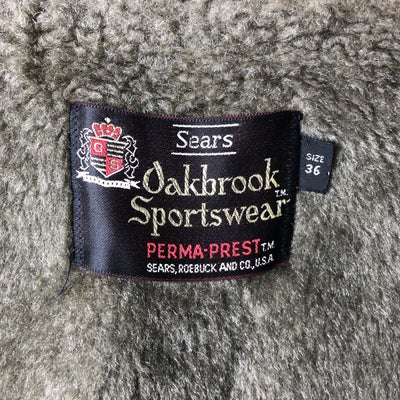 Sears
Oakbrook
Sportswear T.M.
PERMA-PREST T.M.
SEARS, ROEBUCK AND CO., U.S.A.
SIZE
36